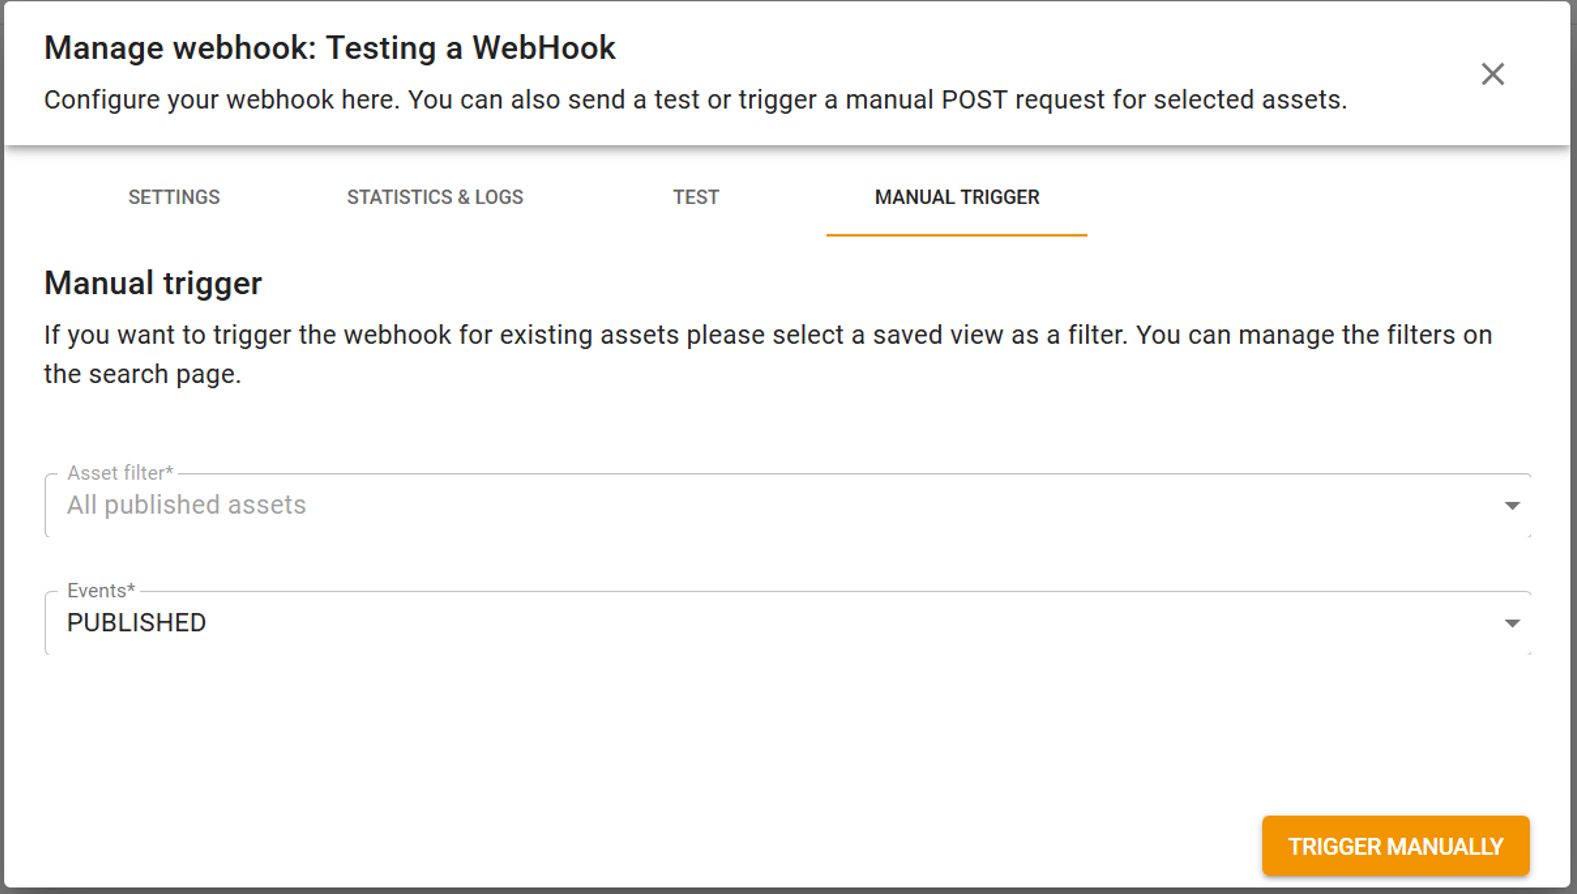 Manage webhook: Testing a WebHook
Configure your webhook here. You can also send a test or trigger a manual POST request for selected assets.
SETTINGS
STATISTICS & LOGS
TEST
MANUAL TRIGGER
Manual trigger
If you want to trigger the webhook for existing assets please select a saved view as a filter. You can manage the filters on
the search page.
Asset filter*
All published assets
Events*
PUBLISHED
TRIGGER MANUALLY